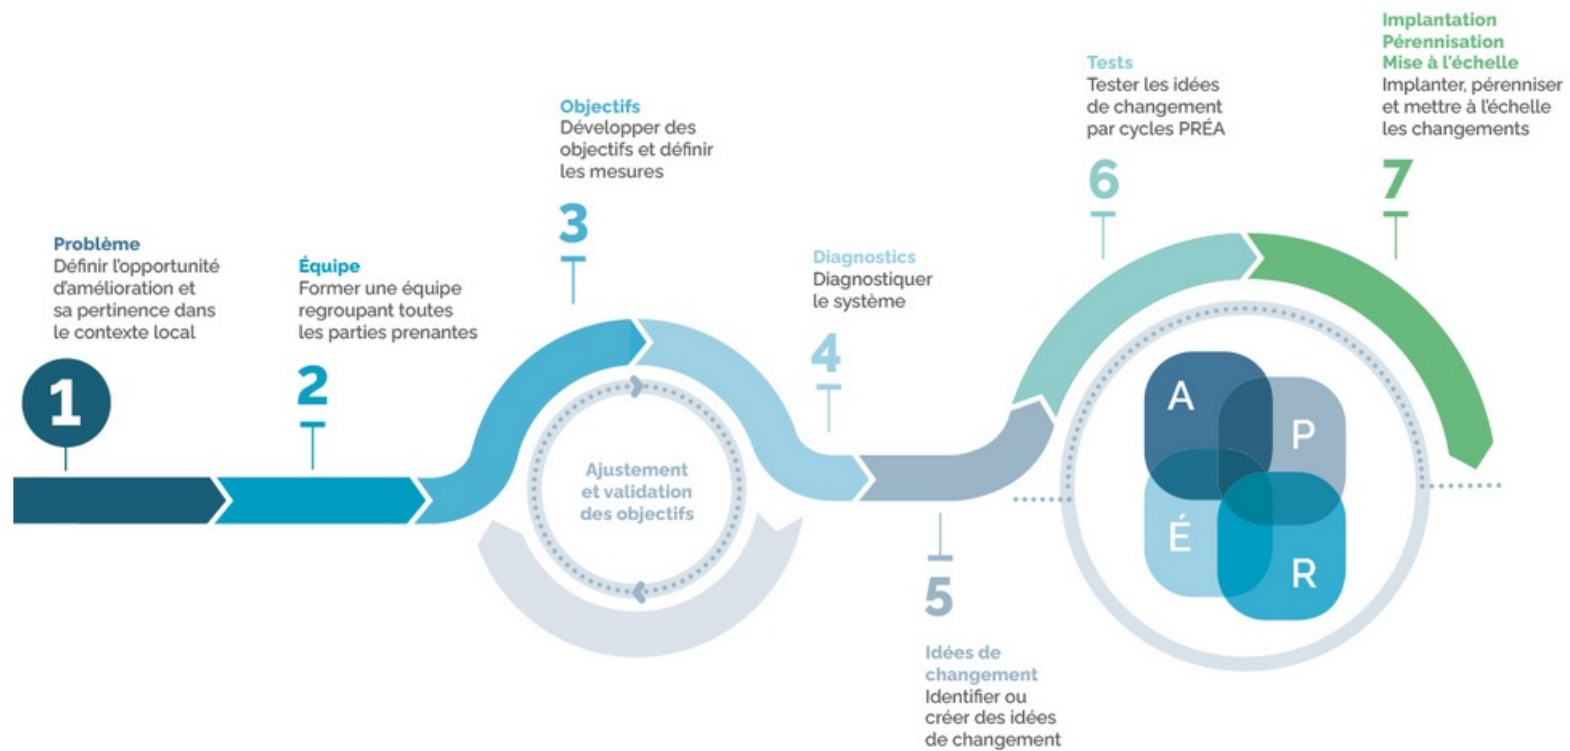 Problème
Définir l'opportunité
d'amélioration et
sa pertinence dans
le contexte local
1
Équipe
Former une équipe
regroupant toutes
les parties prenantes
2
Objectifs
Développer des
objectifs et définir
les mesures
3
Ajustement
et validation
des objectifs
Diagnostics
Diagnostiquer
le système
4
5
Idées de
changement
Identifier ou
créer des idées
de changement
Tests
Tester les idées
de changement
par cycles PRÉA
6
Implantation
Pérennisation
Mise à l'échelle
Implanter, pérenniser
et mettre à l'échelle
les changements
7
A
P
É
R